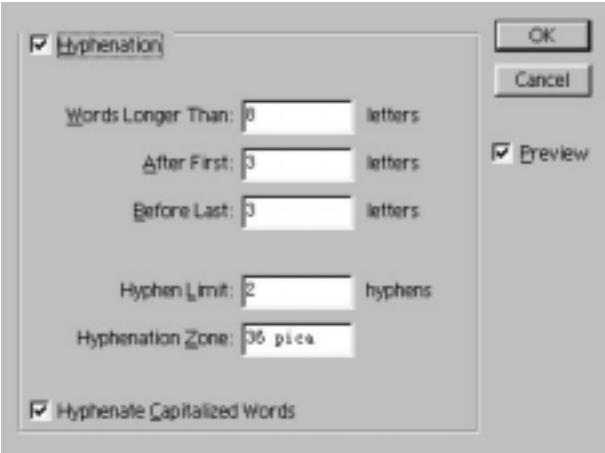 Hyphenation
OK
Cancel
Words Longer Than: 8 letters
After First: 3 letters
Preview
Before Last: 3 letters
Hyphen Limit: 2 hyphens
Hyphenation Zone: 36 pica
Hyphenate Capitalized Words